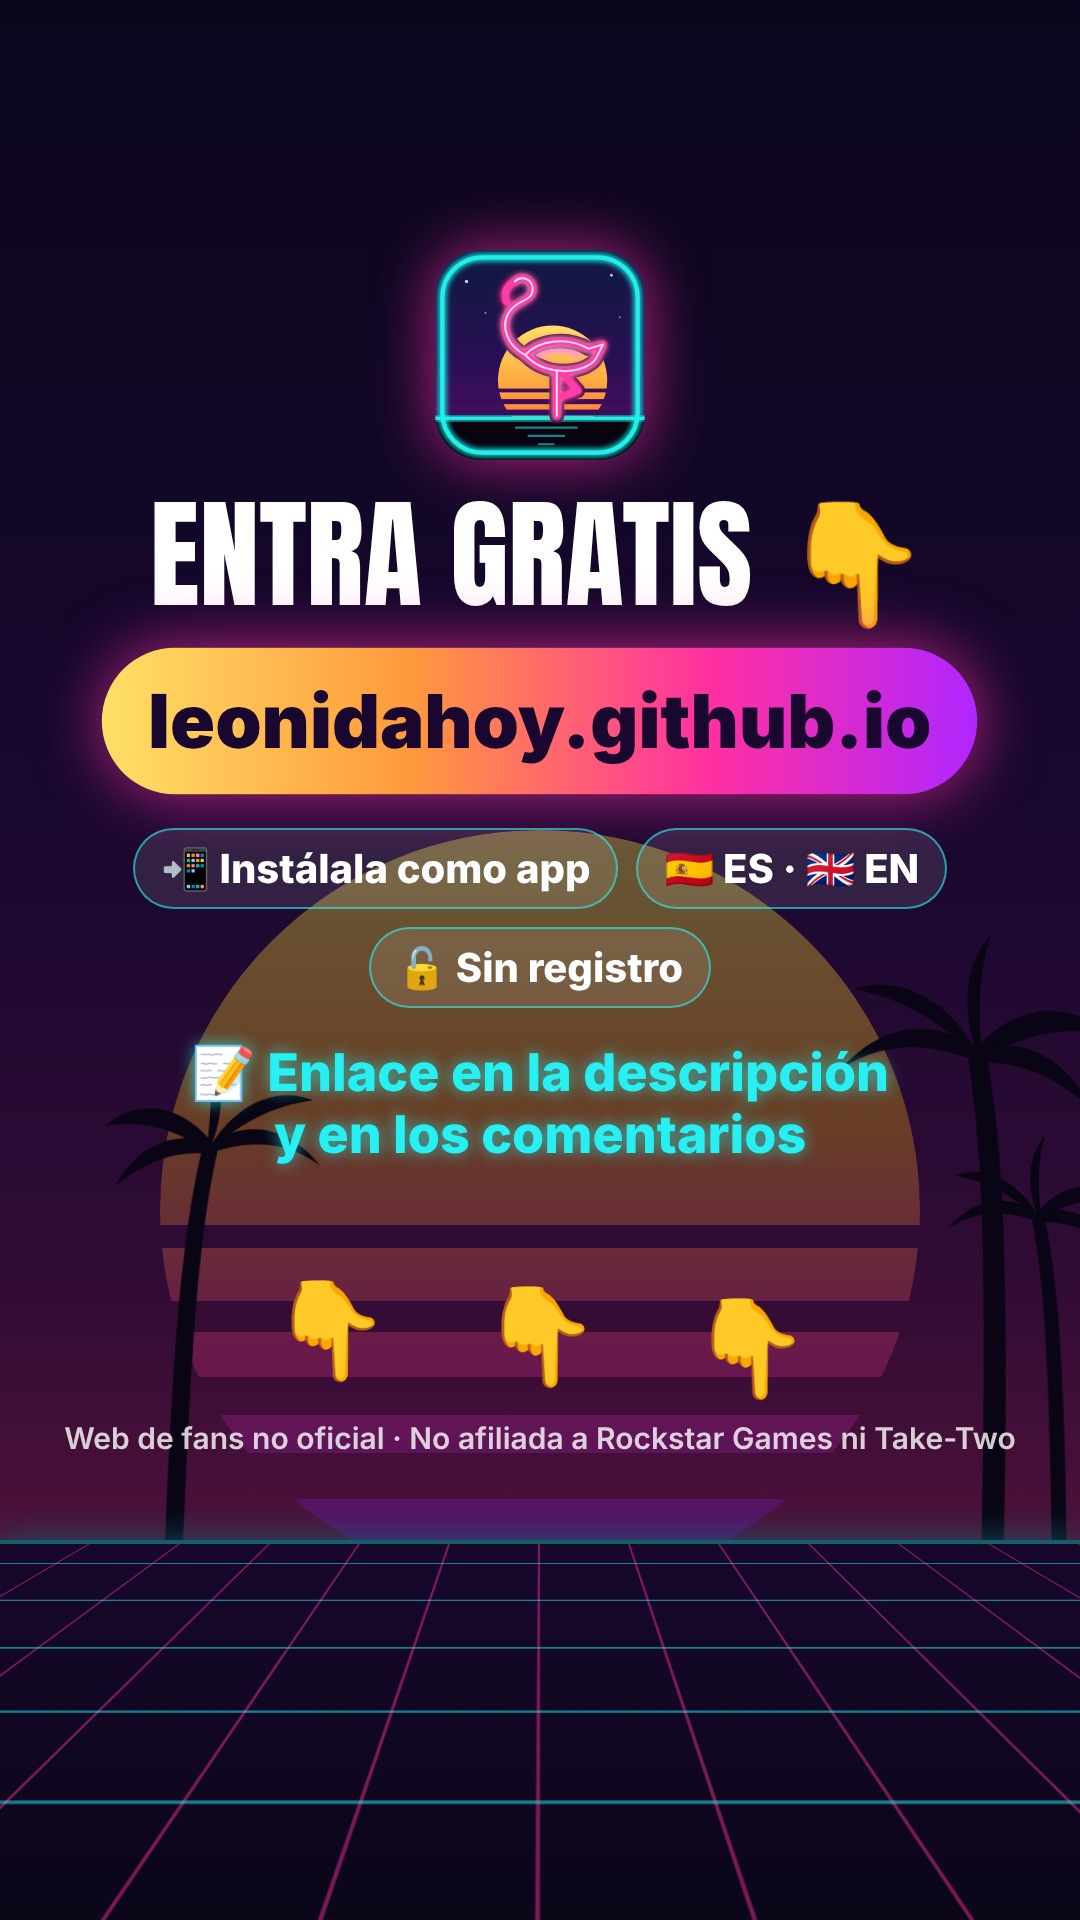 ENTRA GRATIS 👇
leonidahoy.github.io
📲 Instálala como app
🇪🇸 ES · 🇬🇧 EN
🔓 Sin registro
📝 Enlace en la descripción
y en los comentarios
👇 👇 👇
Web de fans no oficial · No afiliada a Rockstar Games ni Take-Two